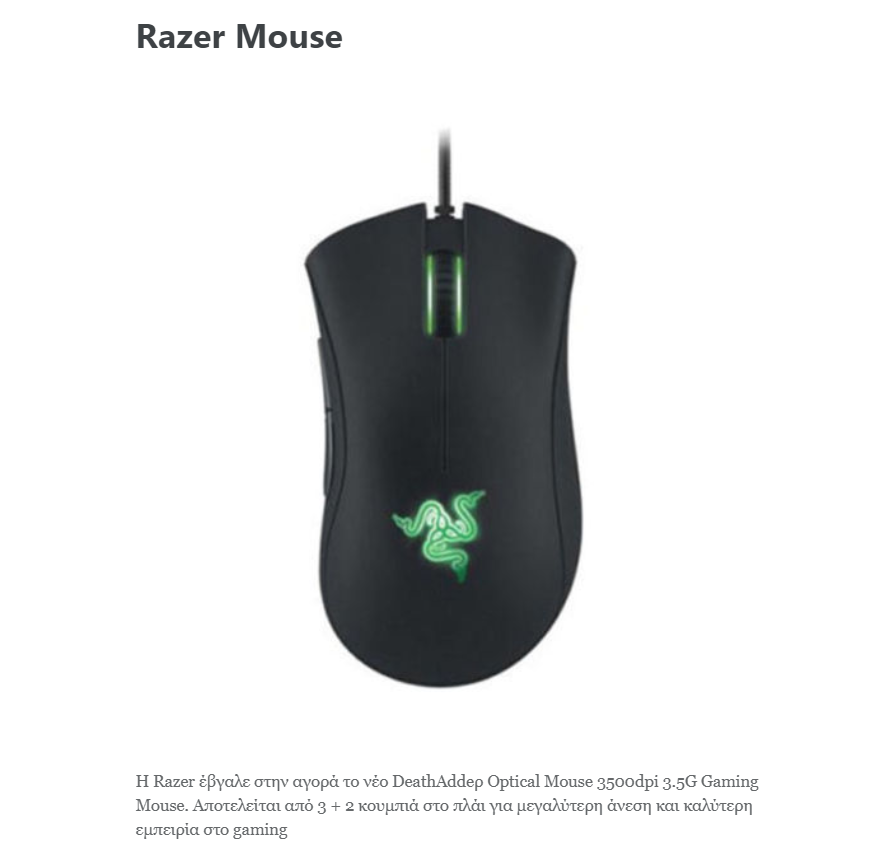 Razer Mouse
Η Razer έβγαλε στην αγορά το νέο DeathAddeρ Optical Mouse 3500dpi 3.5G Gaming
Mouse. Αποτελείται από 3 + 2 κουμπιά στο πλάι για μεγαλύτερη άνεση και καλύτερη
εμπειρία στο gaming